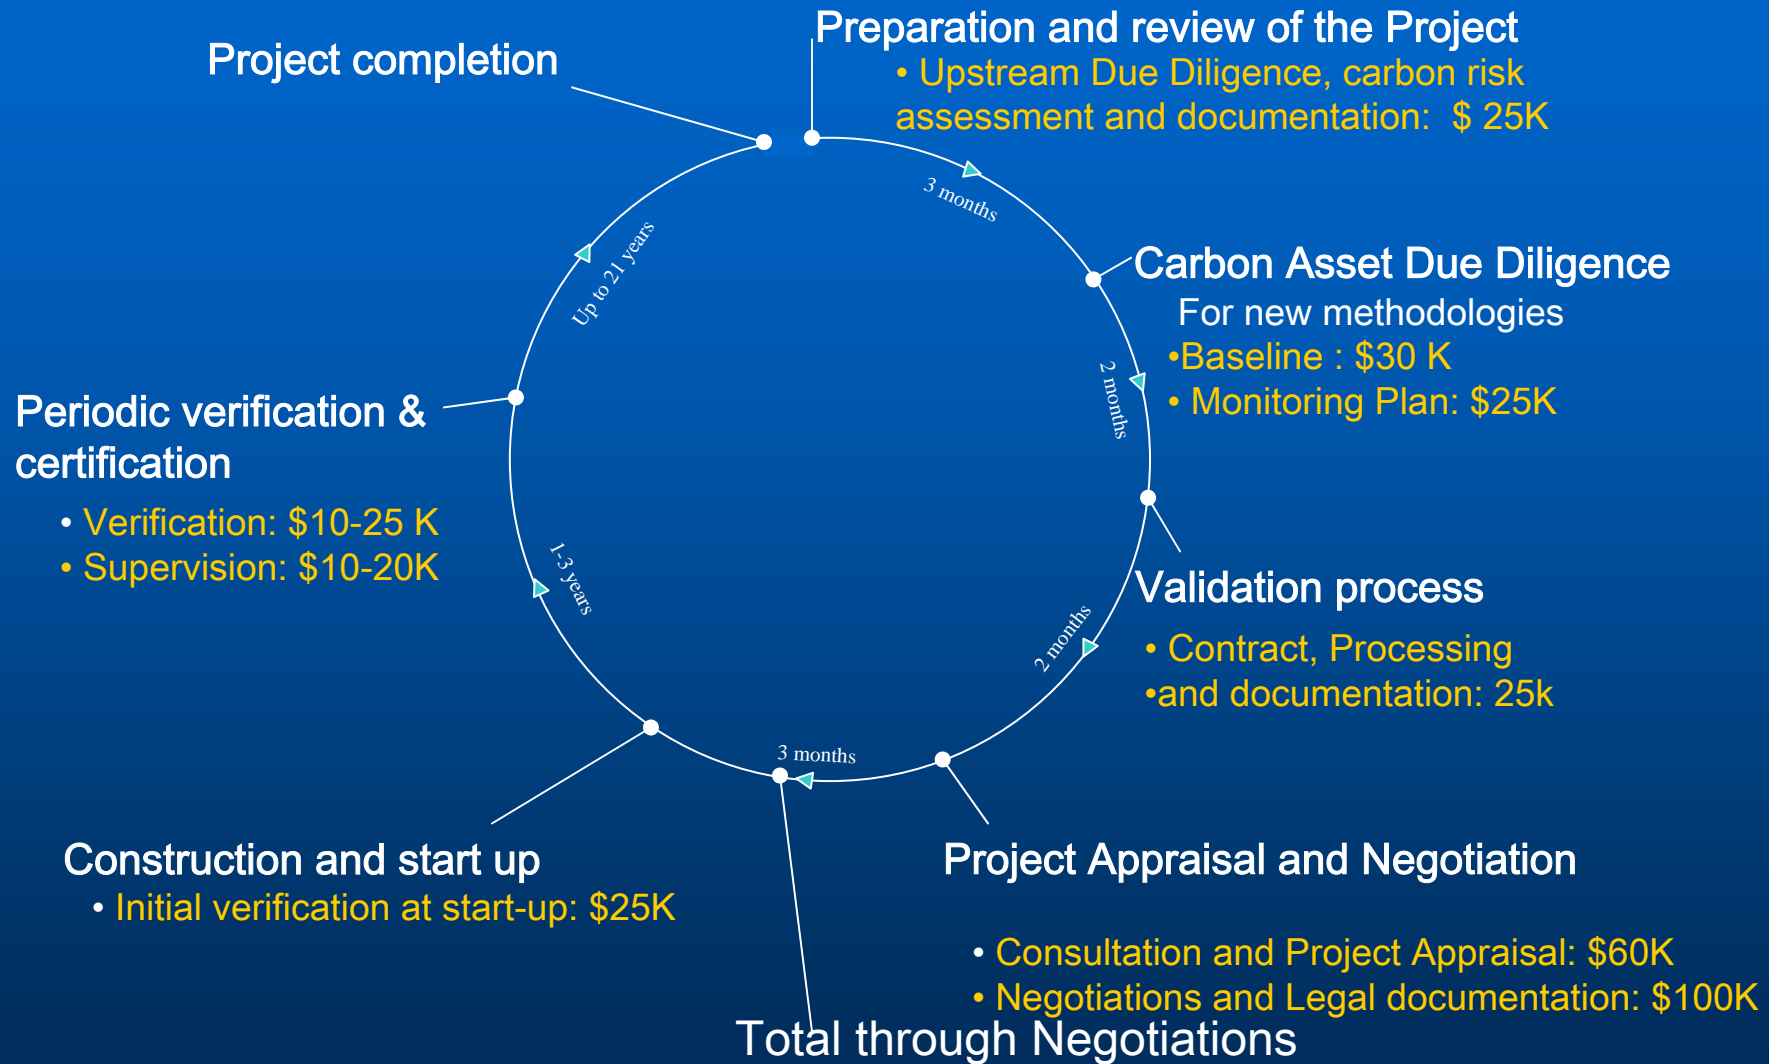 Preparation and review of the Project
• Upstream Due Diligence, carbon risk
assessment and documentation:  $ 25K
Project completion
3 months
Carbon Asset Due Diligence
For new methodologies
•Baseline : $30 K
• Monitoring Plan: $25K
2 months
Validation process
• Contract, Processing
•and documentation: 25k
2 months
Project Appraisal and Negotiation
• Consultation and Project Appraisal: $60K
• Negotiations and Legal documentation: $100K
3 months
Total through Negotiations
Construction and start up
• Initial verification at start-up: $25K
1-3 years
Periodic verification &
certification
• Verification: $10-25 K
• Supervision: $10-20K
Up to 21 years